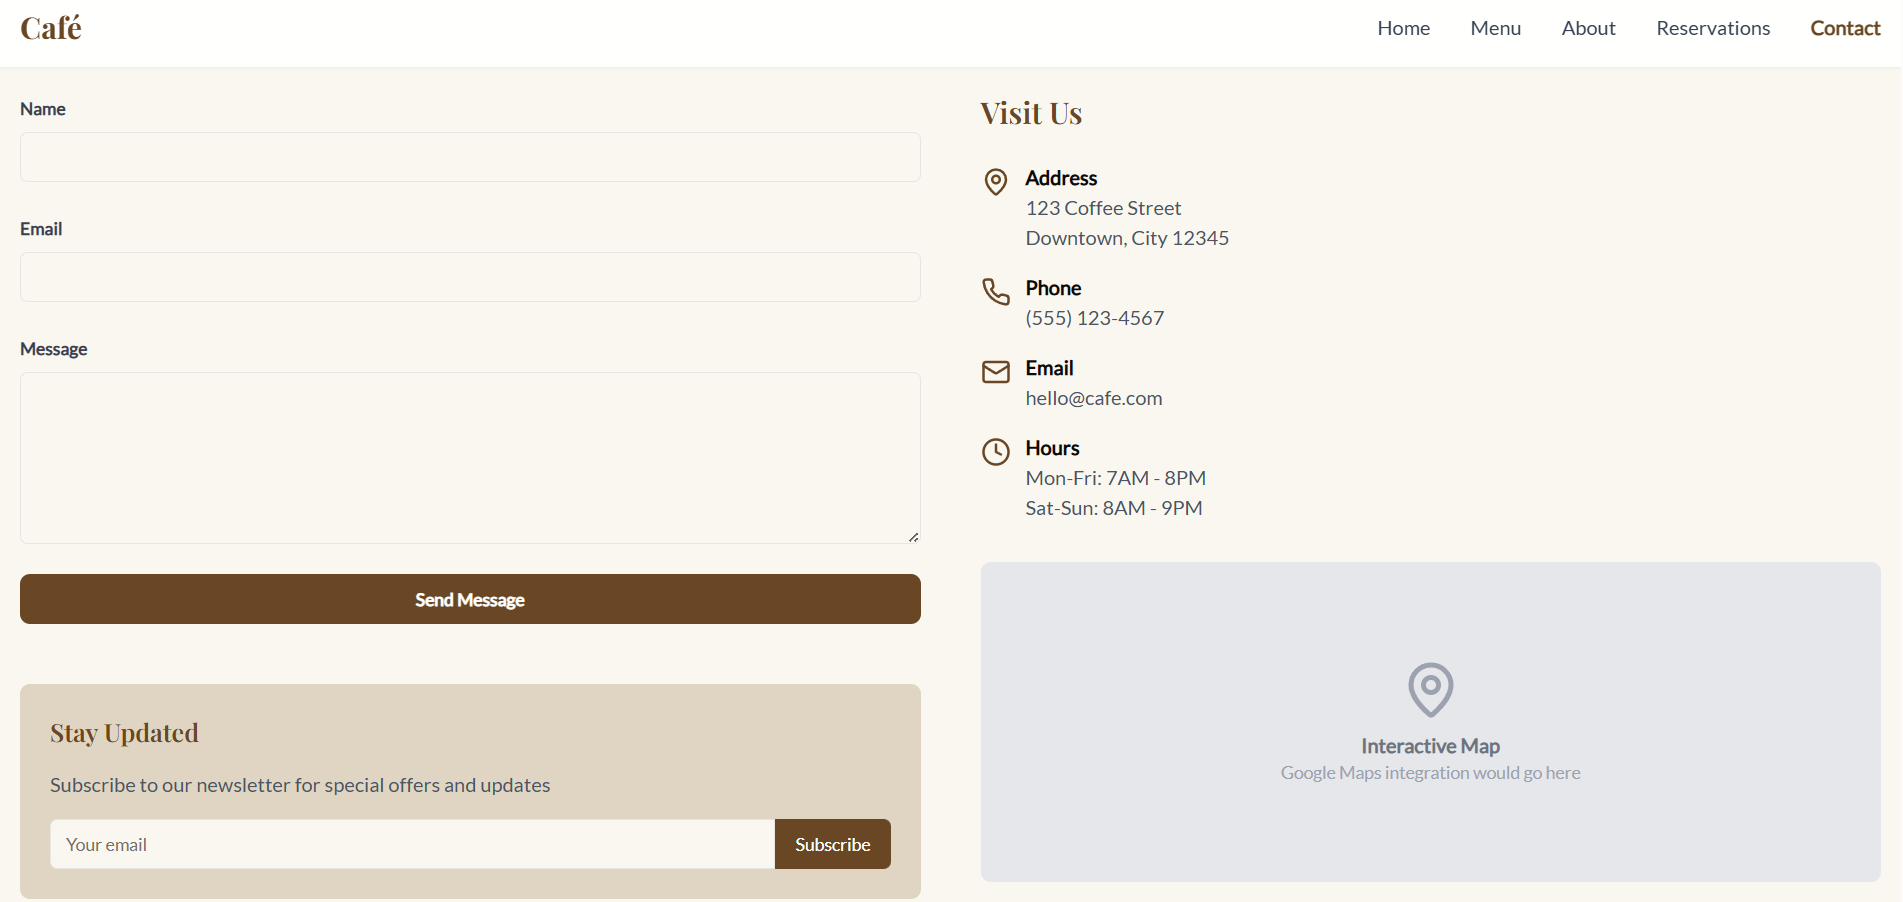 Café
Home
Menu
About
Reservations
Contact
Name
Email
Message
Send Message
Stay Updated
Subscribe to our newsletter for special offers and updates
Your email
Subscribe
Visit Us
Address
123 Coffee Street
Downtown, City 12345
Phone
(555) 123-4567
Email
hello@cafe.com
Hours
Mon-Fri: 7AM - 8PM
Sat-Sun: 8AM - 9PM
Interactive Map
Google Maps integration would go here